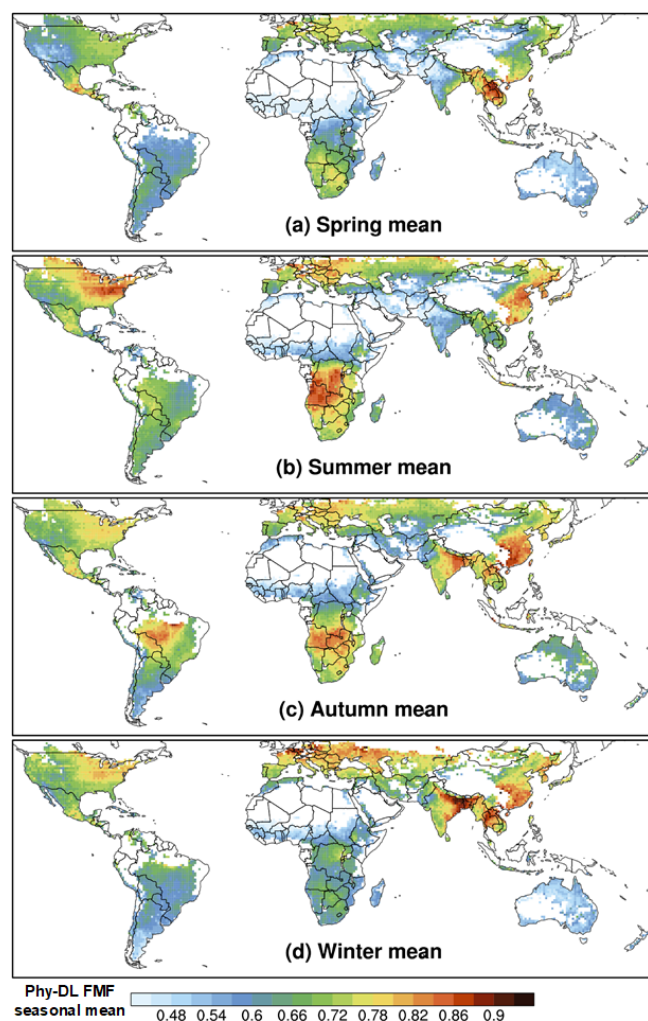 (a) Spring mean
(b) Summer mean
(c) Autumn mean
(d) Winter mean
Phy-DL FMF
seasonal mean
0.48 0.54 0.6 0.66 0.72 0.78 0.82 0.86 0.9